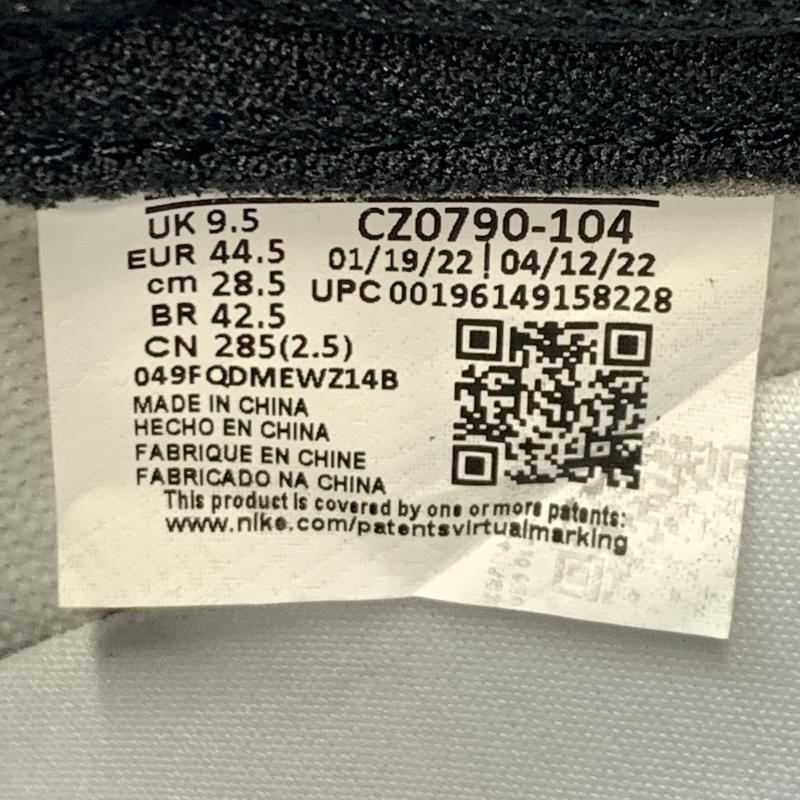 UK 9.5
EUR 44.5
cm 28.5
BR 42.5
CN 285(2.5)
CZ0790-104
01/19/22 | 04/12/22
UPC 00196149158228
049FQDMEWZ14B
MADE IN CHINA
HECHO EN CHINA
FABRIQUE EN CHINE
FABRICADO NA CHINA
This product is covered by one or more patents:
www.nike.com/patentsvirtualmarking